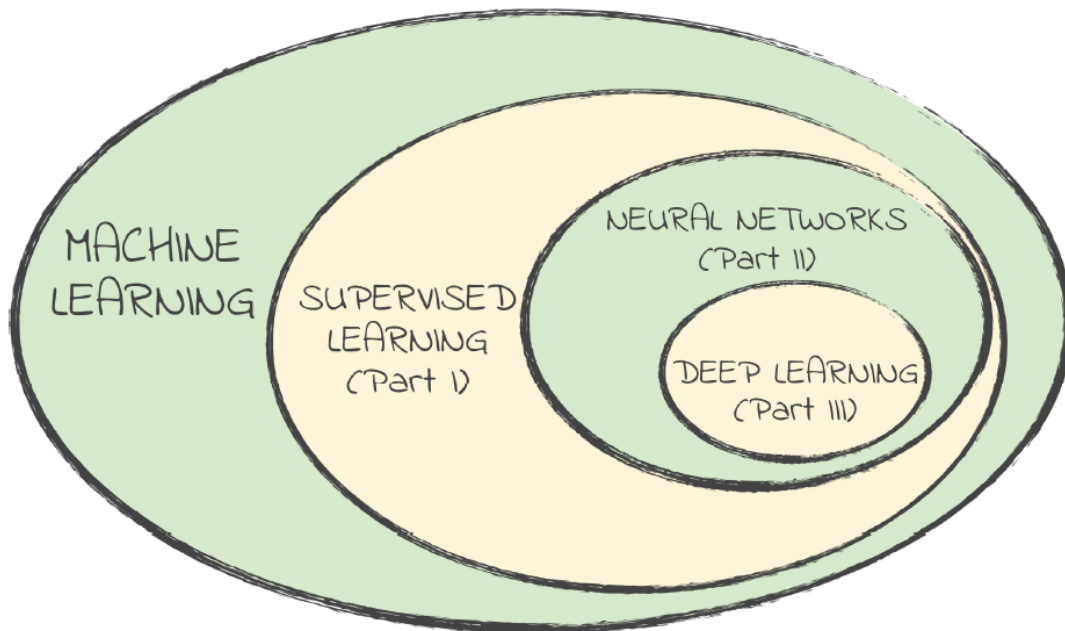 MACHINE
LEARNING
SUPERVISED
LEARNING
(Part I)
NEURAL NETWORKS
(Part II)
DEEP LEARNING
(Part III)